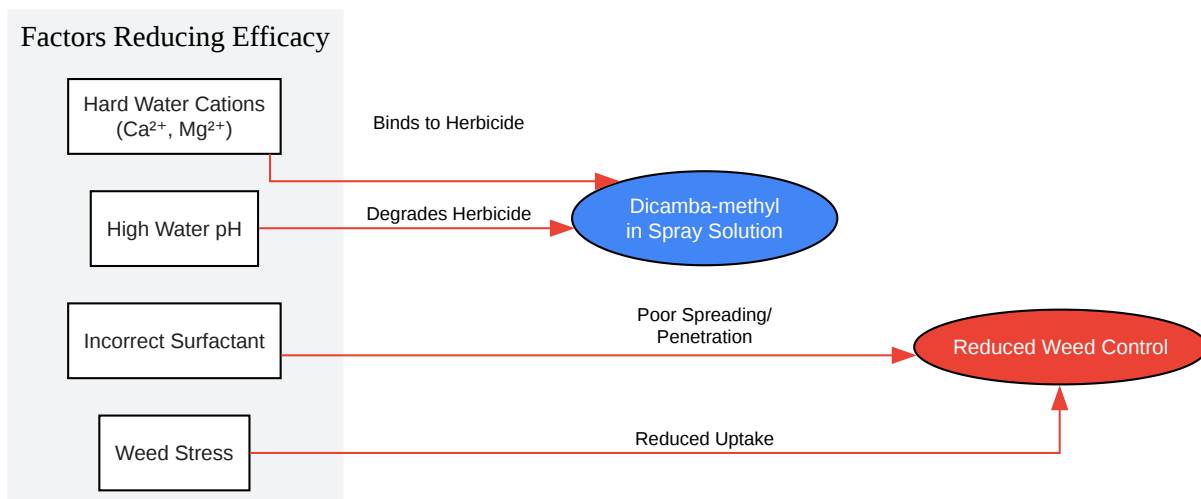 Factors Reducing Efficacy
Hard Water Cations
(Ca²⁺, Mg²⁺)
Binds to Herbicide
High Water pH
Degrades Herbicide
Dicamba-methyl
in Spray Solution
Incorrect Surfactant
Poor Spreading/
Penetration
Reduced Weed Control
Weed Stress
Reduced Uptake